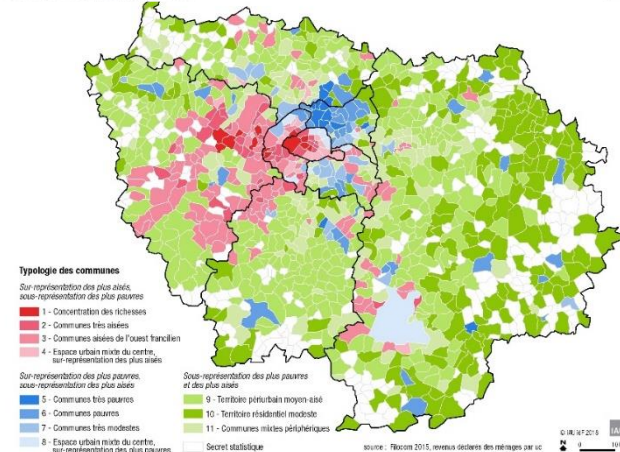 Typologie des communes
Sur-représentation des plus aisés,
sous-représentation des plus pauvres
1 - Concentration des richesses
2 - Communes très aisées
3 - Communes aisées de l'ouest francilien
4 - Espace urbain mixte du centre,
sur-représentation des plus aisés
Sur-représentation des plus pauvres,
sous-représentation des plus aisés
5 - Communes très pauvres
6 - Communes pauvres
7 - Communes très modestes
8 - Espace urbain mixte du centre,
sur-représentation des plus pauvres
Sous-représentation des plus pauvres
et des plus aisés
9 - Territoire périurbain moyen-aisé
10 - Territoire résidentiel modeste
11 - Communes mixtes périphériques
Secret statistique
source : Filocom 2015, revenus déclarés des ménages par uc
© IAU îdF 2018
0